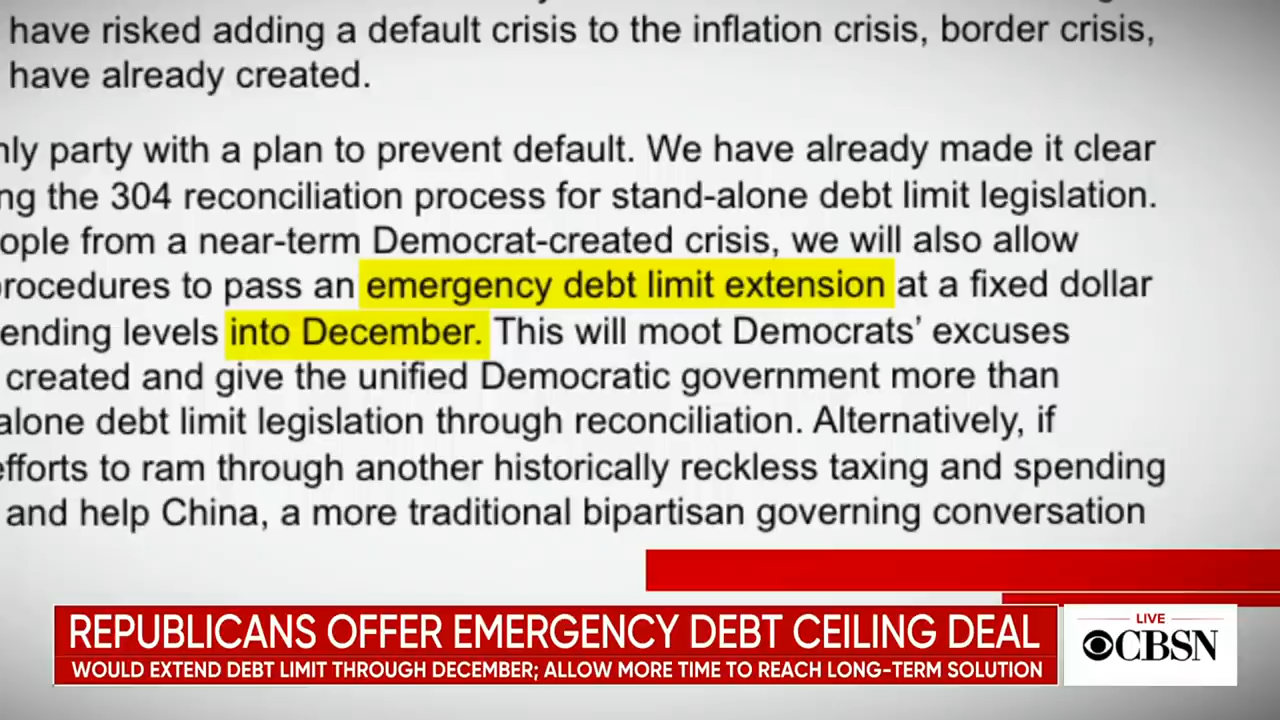 have risked adding a default crisis to the inflation crisis, border crisis,
have already created.
party with a plan to prevent default. We have already made it clear
the 304 reconciliation process for stand-alone debt limit legislation.
from a near-term Democrat-created crisis, we will also allow
to pass an emergency debt limit extension at a fixed dollar
levels into December. This will moot Democrats’ excuses
created and give the unified Democratic government more than
alone debt limit legislation through reconciliation. Alternatively, if
efforts to ram through another historically reckless taxing and spending
and help China, a more traditional bipartisan governing conversation
REPUBLICANS OFFER EMERGENCY DEBT CEILING DEAL
WOULD EXTEND DEBT LIMIT THROUGH DECEMBER; ALLOW MORE TIME TO REACH LONG-TERM SOLUTION
LIVE
CBSN